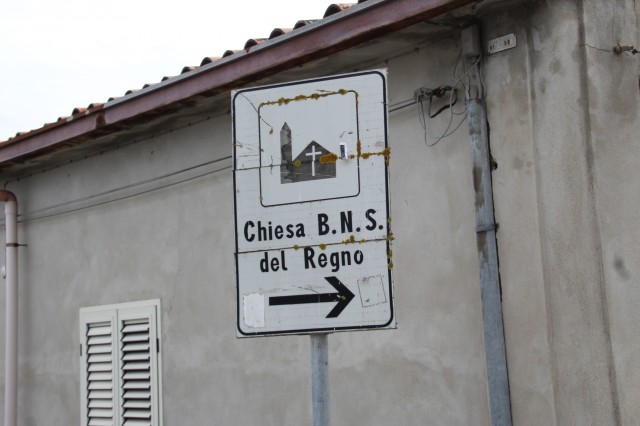 Chiesa B.N.S.
del Regno